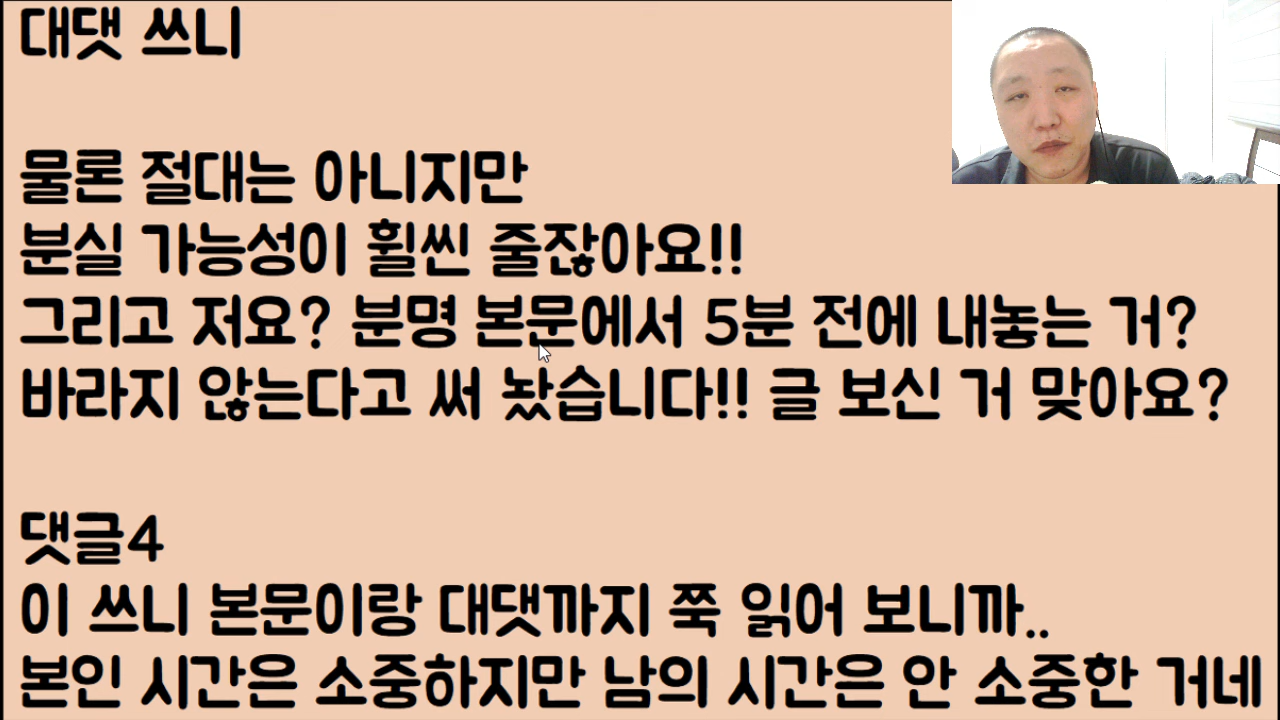 대댓 쓰니
물론 절대는 아니지만
분실 가능성이 휠씬 줄잖아요!!
그리고 저요? 분명 본문에서 5분 전에 내놓는 거?
바라지 않는다고 써 놨습니다!! 글 보신 거 맞아요?
댓글4
이 쓰니 본문이랑 대댓까지 쭉 읽어 보니까..
본인 시간은 소중하지만 남의 시간은 안 소중한 거네